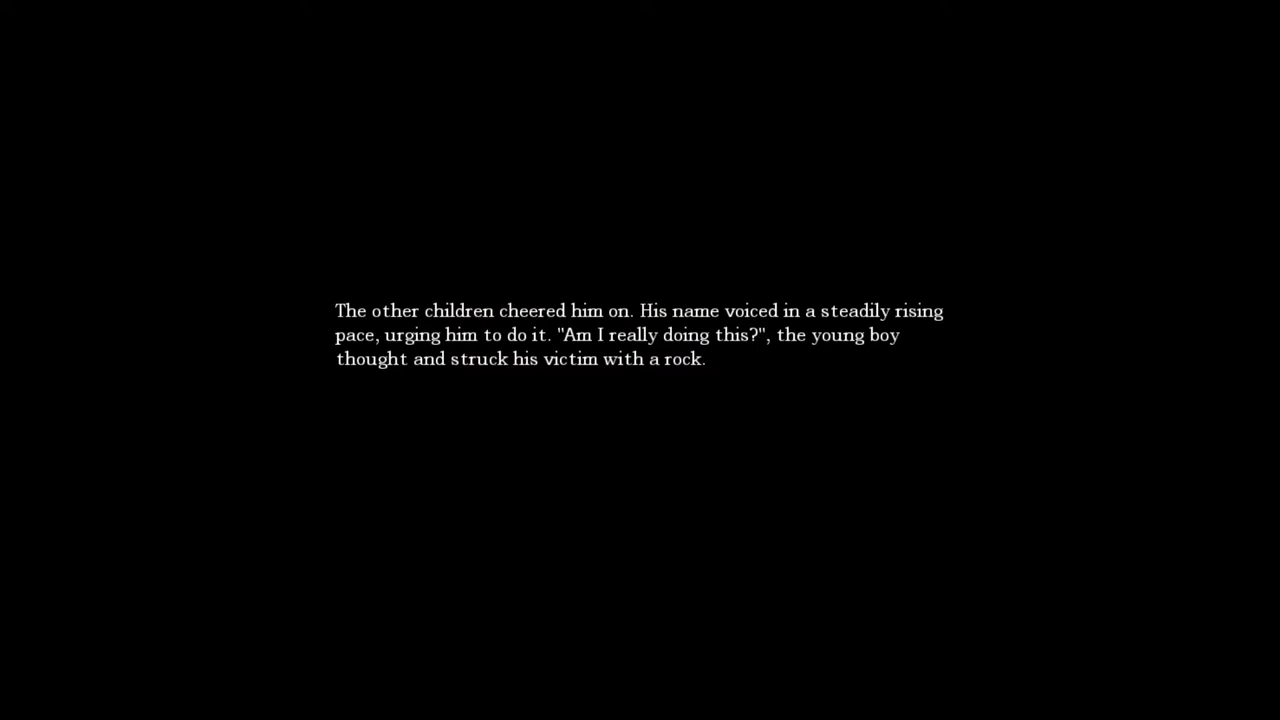 The other children cheered him on. His name voiced in a steadily rising
pace, urging him to do it. "Am I really doing this?", the young boy
thought and struck his victim with a rock.